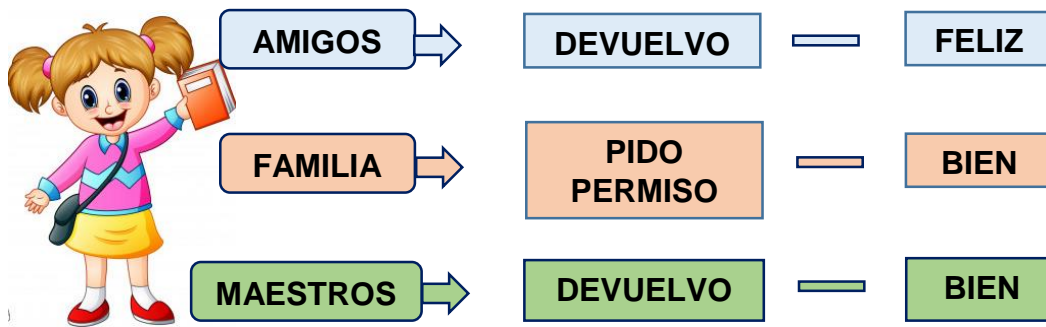 AMIGOS DEVUELVO FELIZ
FAMILIA PIDO PERMISO BIEN
MAESTROS DEVUELVO BIEN